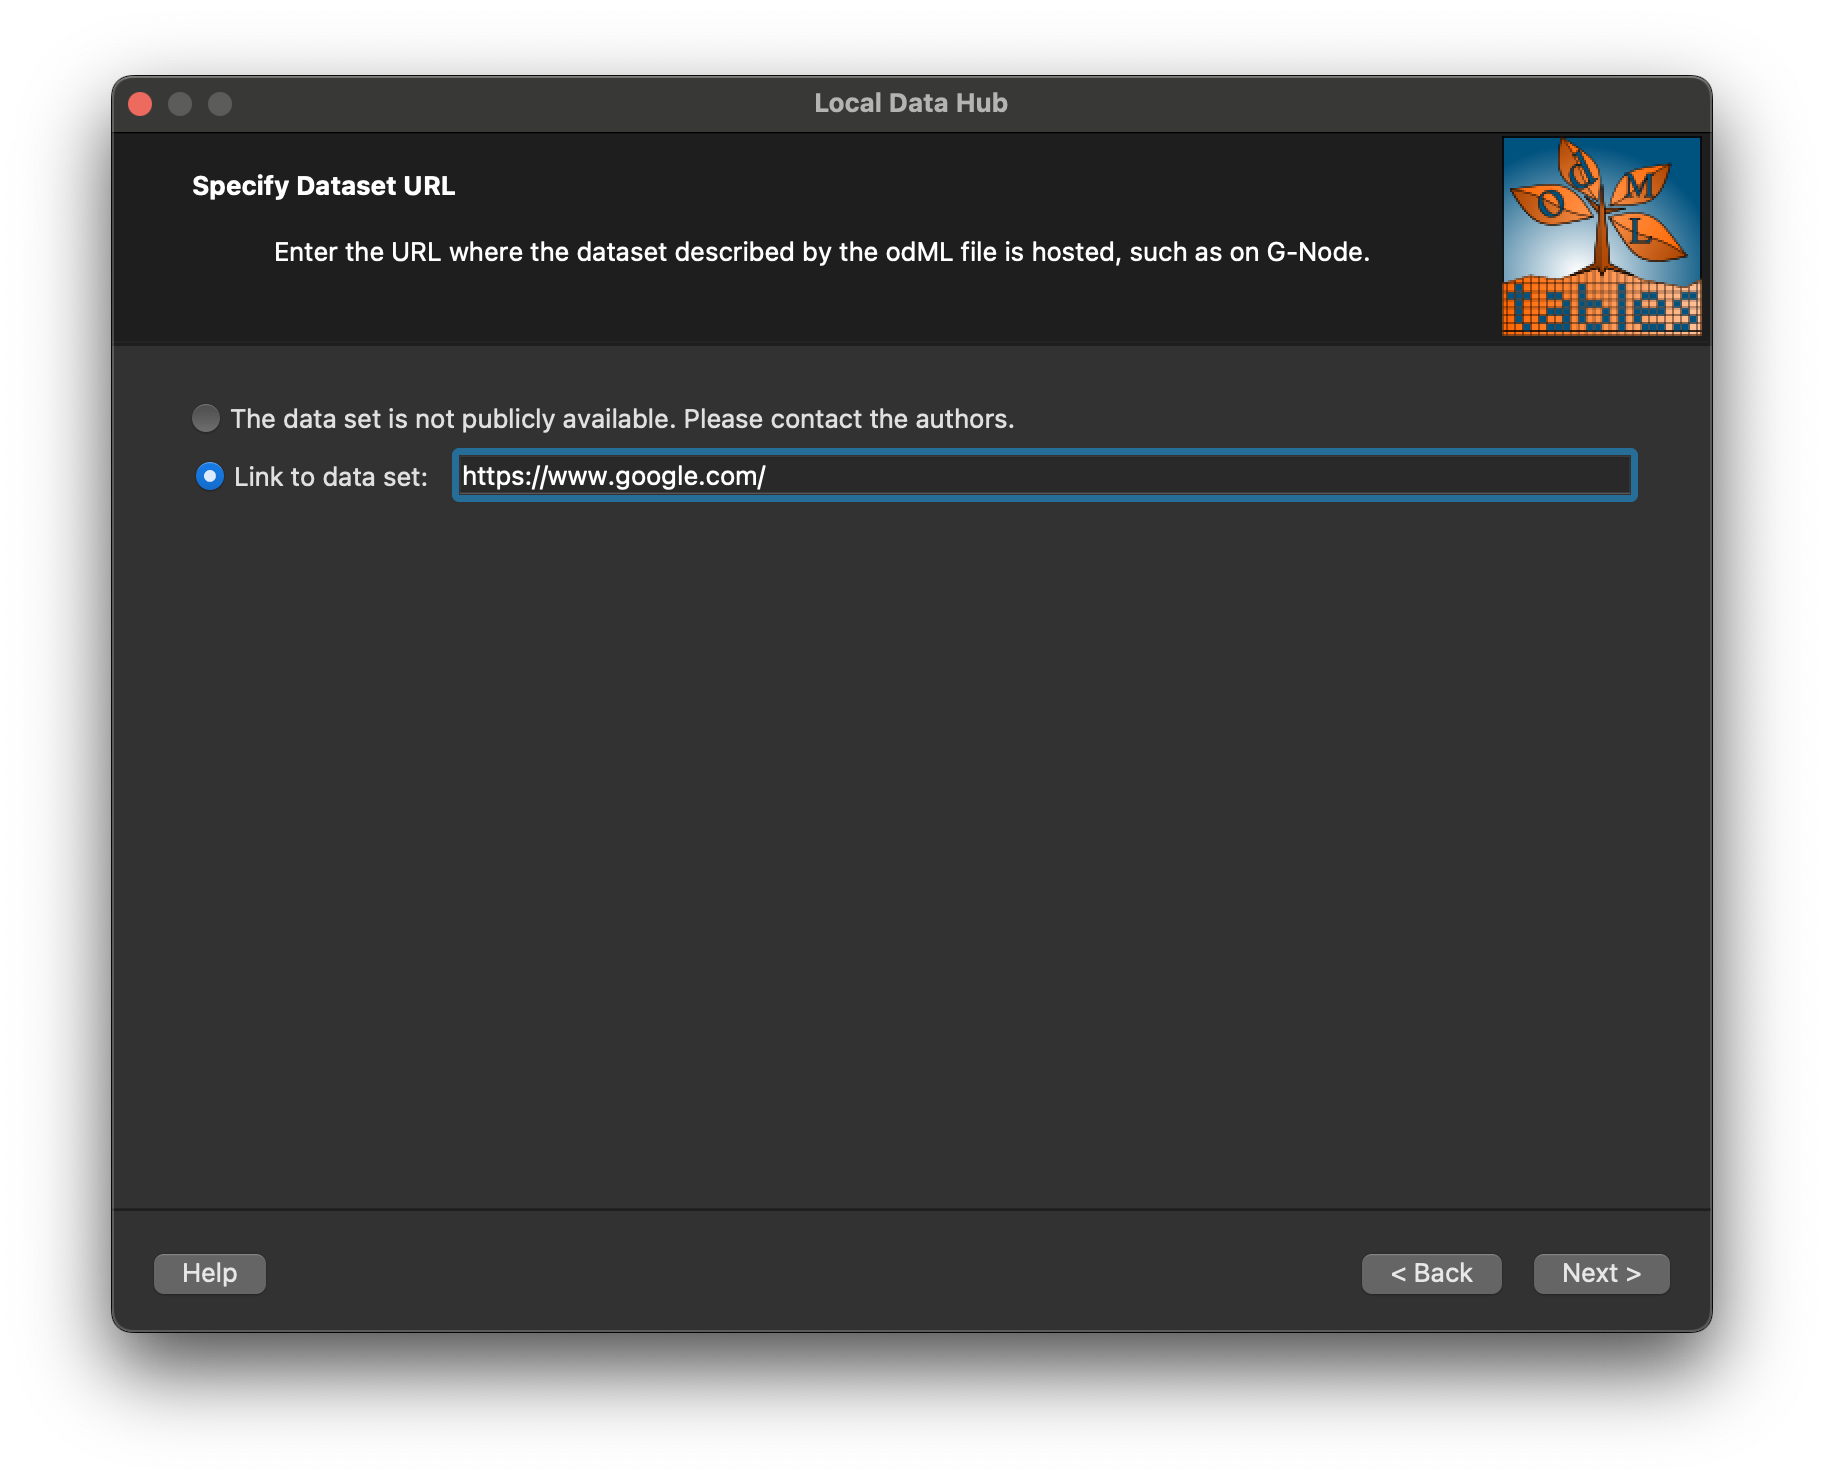 Local Data Hub
Specify Dataset URL
Enter the URL where the dataset described by the odML file is hosted, such as on G-Node.
O d M L
tables
The data set is not publicly available. Please contact the authors.
Link to data set: https://www.google.com/
Help < Back Next >